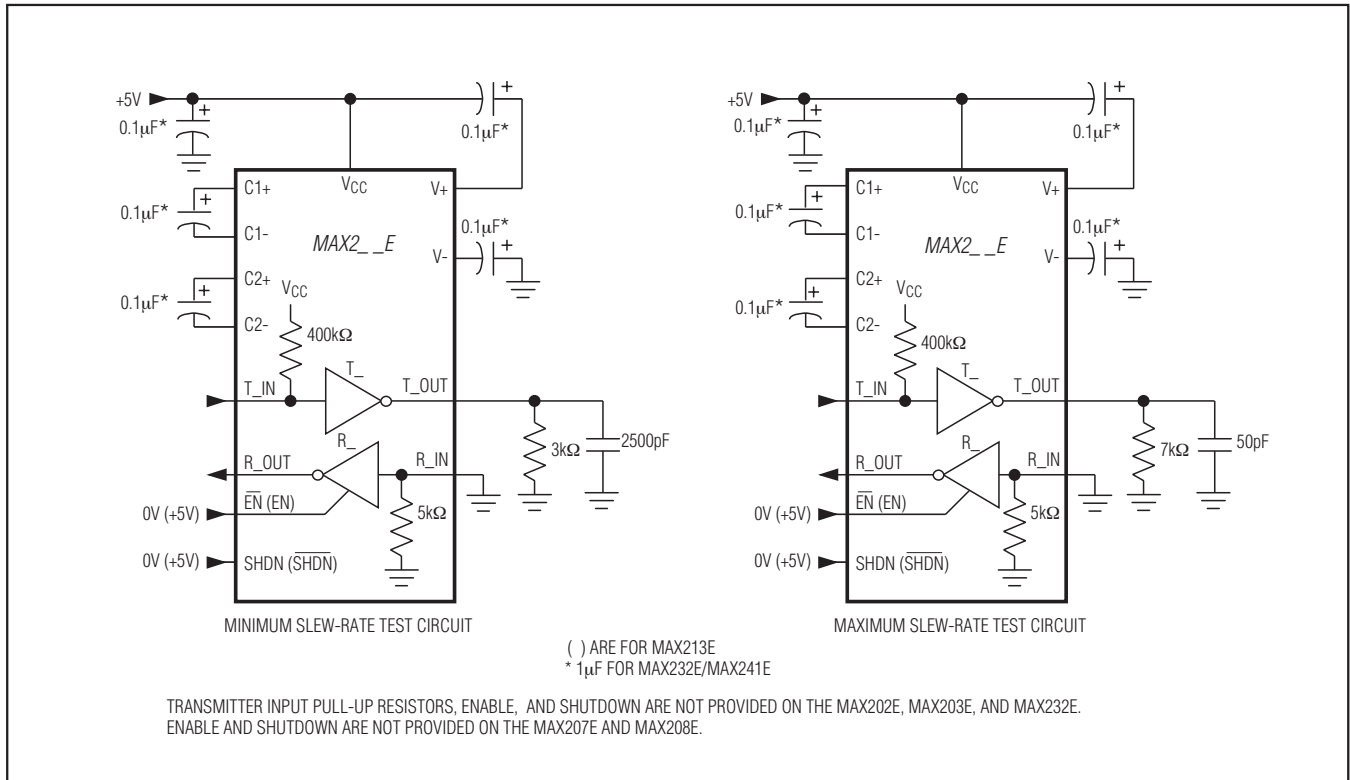 +5V
0.1µF*
+
0.1µF*
+
VCC
C1+
V+
0.1µF*
+
C1-
MAX2_ _E
0.1µF*
+
V-
C2+
0.1µF*
+
VCC
C2-
400kΩ
T_
T_IN
T_OUT
3kΩ
2500pF
R_
R_OUT
R_IN
5kΩ
0V (+5V)
E̅N̅ (EN)
0V (+5V)
SHDN (S̅H̅D̅N̅)
MINIMUM SLEW-RATE TEST CIRCUIT
+5V
0.1µF*
+
0.1µF*
+
VCC
C1+
V+
0.1µF*
+
C1-
MAX2_ _E
0.1µF*
+
V-
C2+
0.1µF*
+
VCC
C2-
400kΩ
T_
T_IN
T_OUT
7kΩ
50pF
R_
R_OUT
R_IN
5kΩ
0V (+5V)
E̅N̅ (EN)
0V (+5V)
SHDN (S̅H̅D̅N̅)
MAXIMUM SLEW-RATE TEST CIRCUIT
( ) ARE FOR MAX213E
* 1µF FOR MAX232E/MAX241E
TRANSMITTER INPUT PULL-UP RESISTORS, ENABLE, AND SHUTDOWN ARE NOT PROVIDED ON THE MAX202E, MAX203E, AND MAX232E.
ENABLE AND SHUTDOWN ARE NOT PROVIDED ON THE MAX207E AND MAX208E.